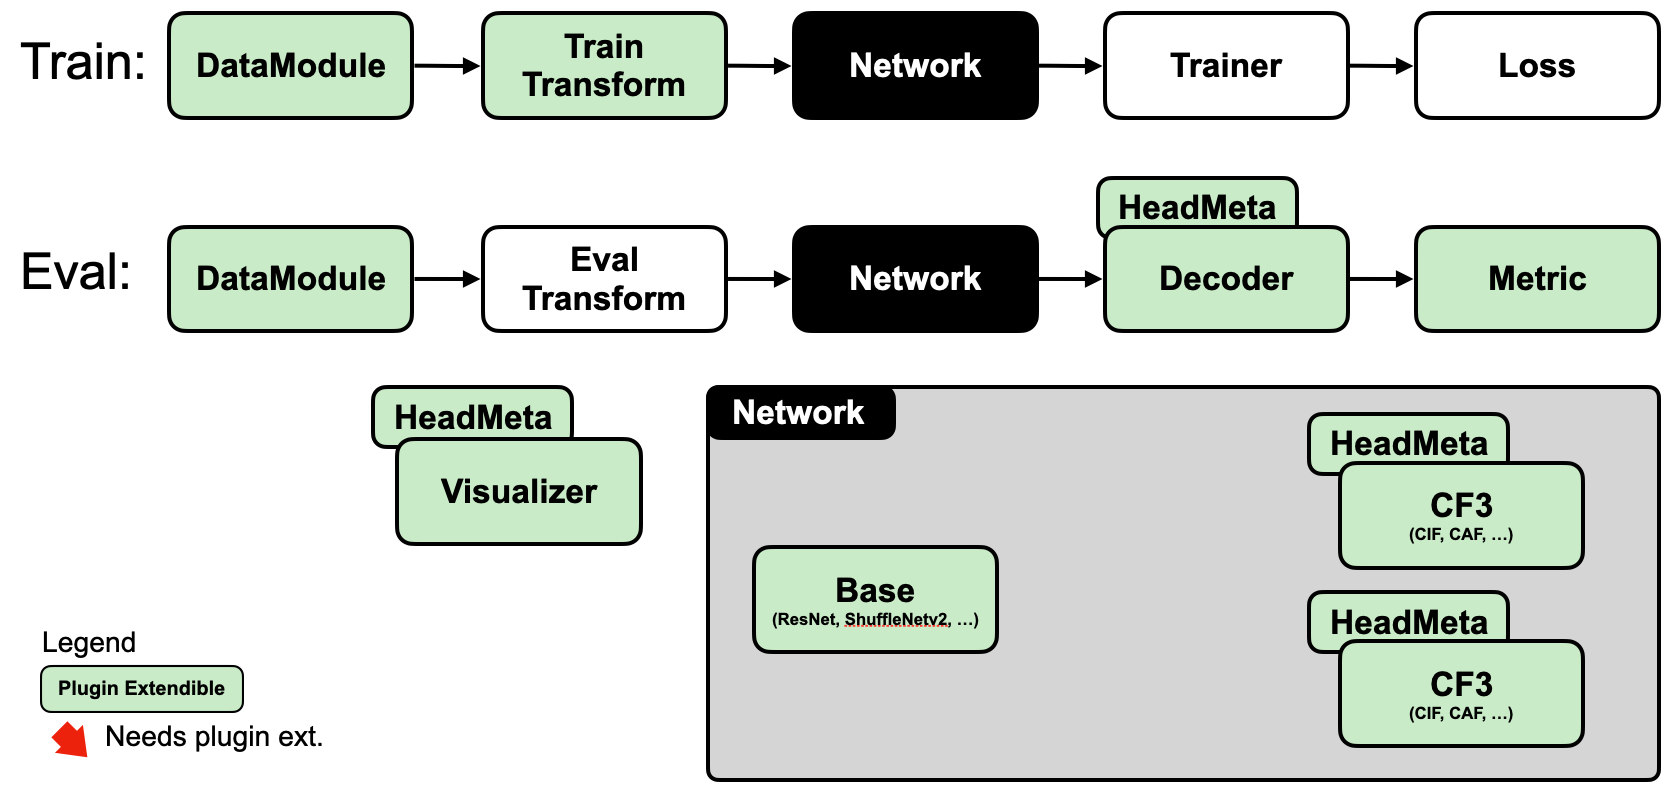 Train:
DataModule
Train
Transform
Network
Trainer
Loss
Eval:
DataModule
Eval
Transform
Network
HeadMeta
Decoder
Metric
HeadMeta
Visualizer
Network
HeadMeta
CF3
(CIF, CAF, …)
Base
(ResNet, ShuffleNetv2, …)
HeadMeta
CF3
(CIF, CAF, …)
Legend
Plugin Extendible
Needs plugin ext.